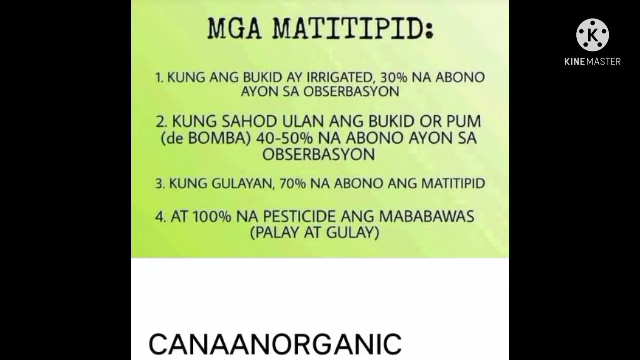 MGA MATITIPID:
1. KUNG ANG BUKID AY IRRIGATED, 30% NA ABONO
AYON SA OBSERBASYON
2. KUNG SAHOD ULAN ANG BUKID OR PUM
(de BOMBA) 40-50% NA ABONO AYON SA
OBSERBASYON
3. KUNG GULAYAN, 70% NA ABONO ANG MATITIPID
4. AT 100% NA PESTICIDE ANG MABABAWAS
(PALAY AT GULAY)
CANAANORGANIC
KINEMASTER